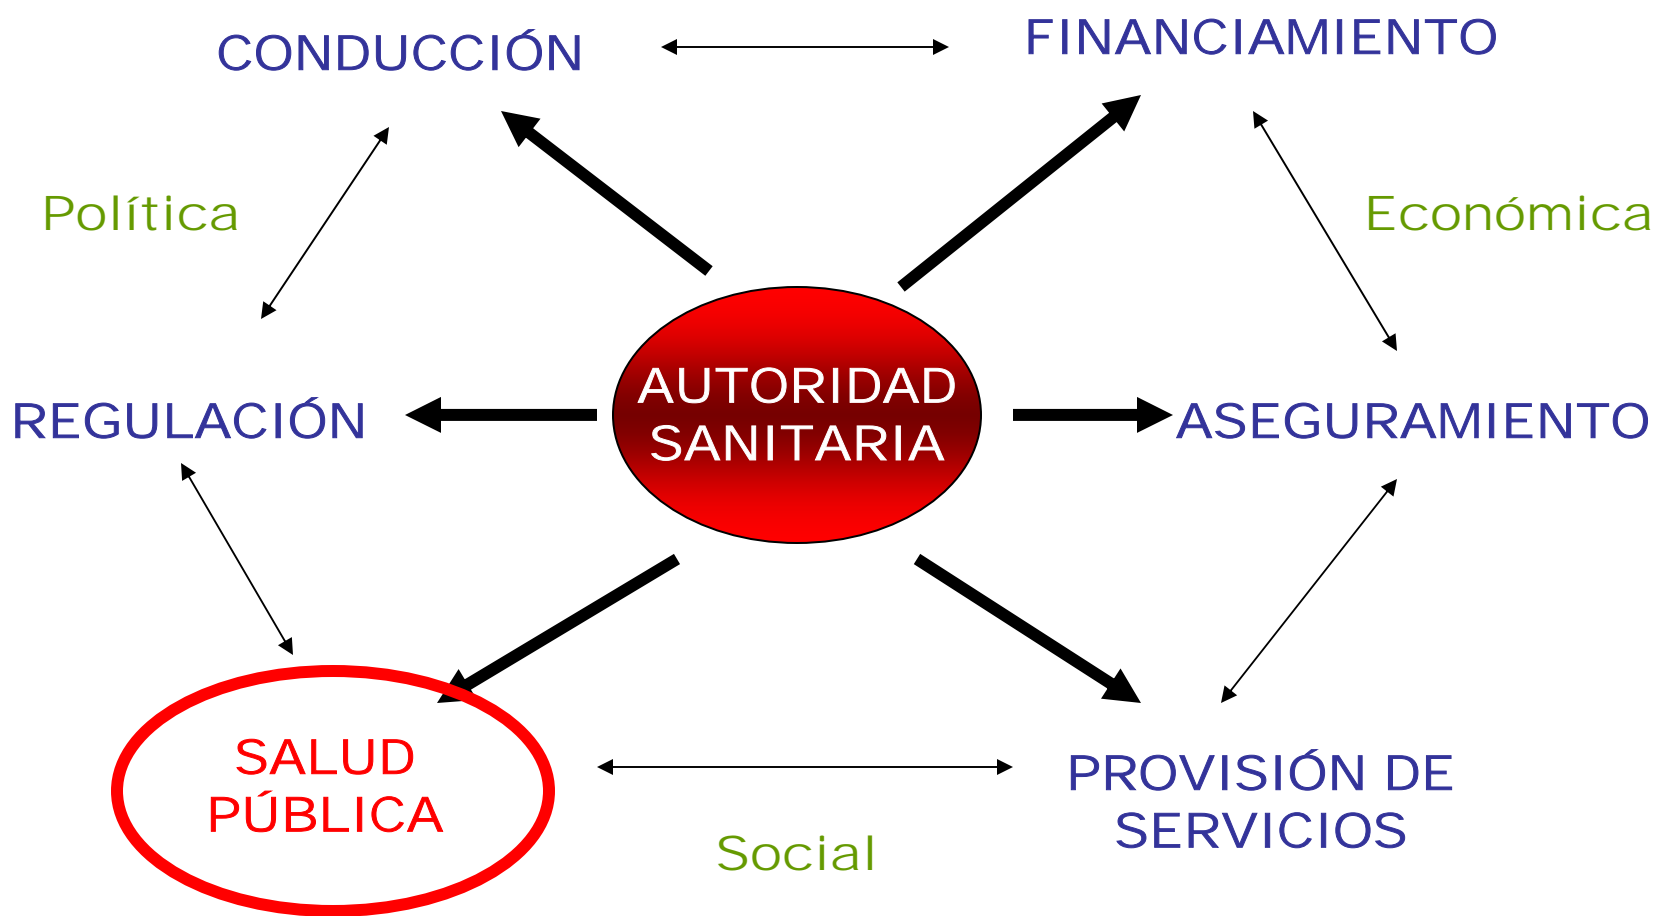 CONDUCCIÓN
FINANCIAMIENTO
Política
Económica
AUTORIDAD
SANITARIA
REGULACIÓN
ASEGURAMIENTO
SALUD
PÚBLICA
PROVISIÓN DE
SERVICIOS
Social